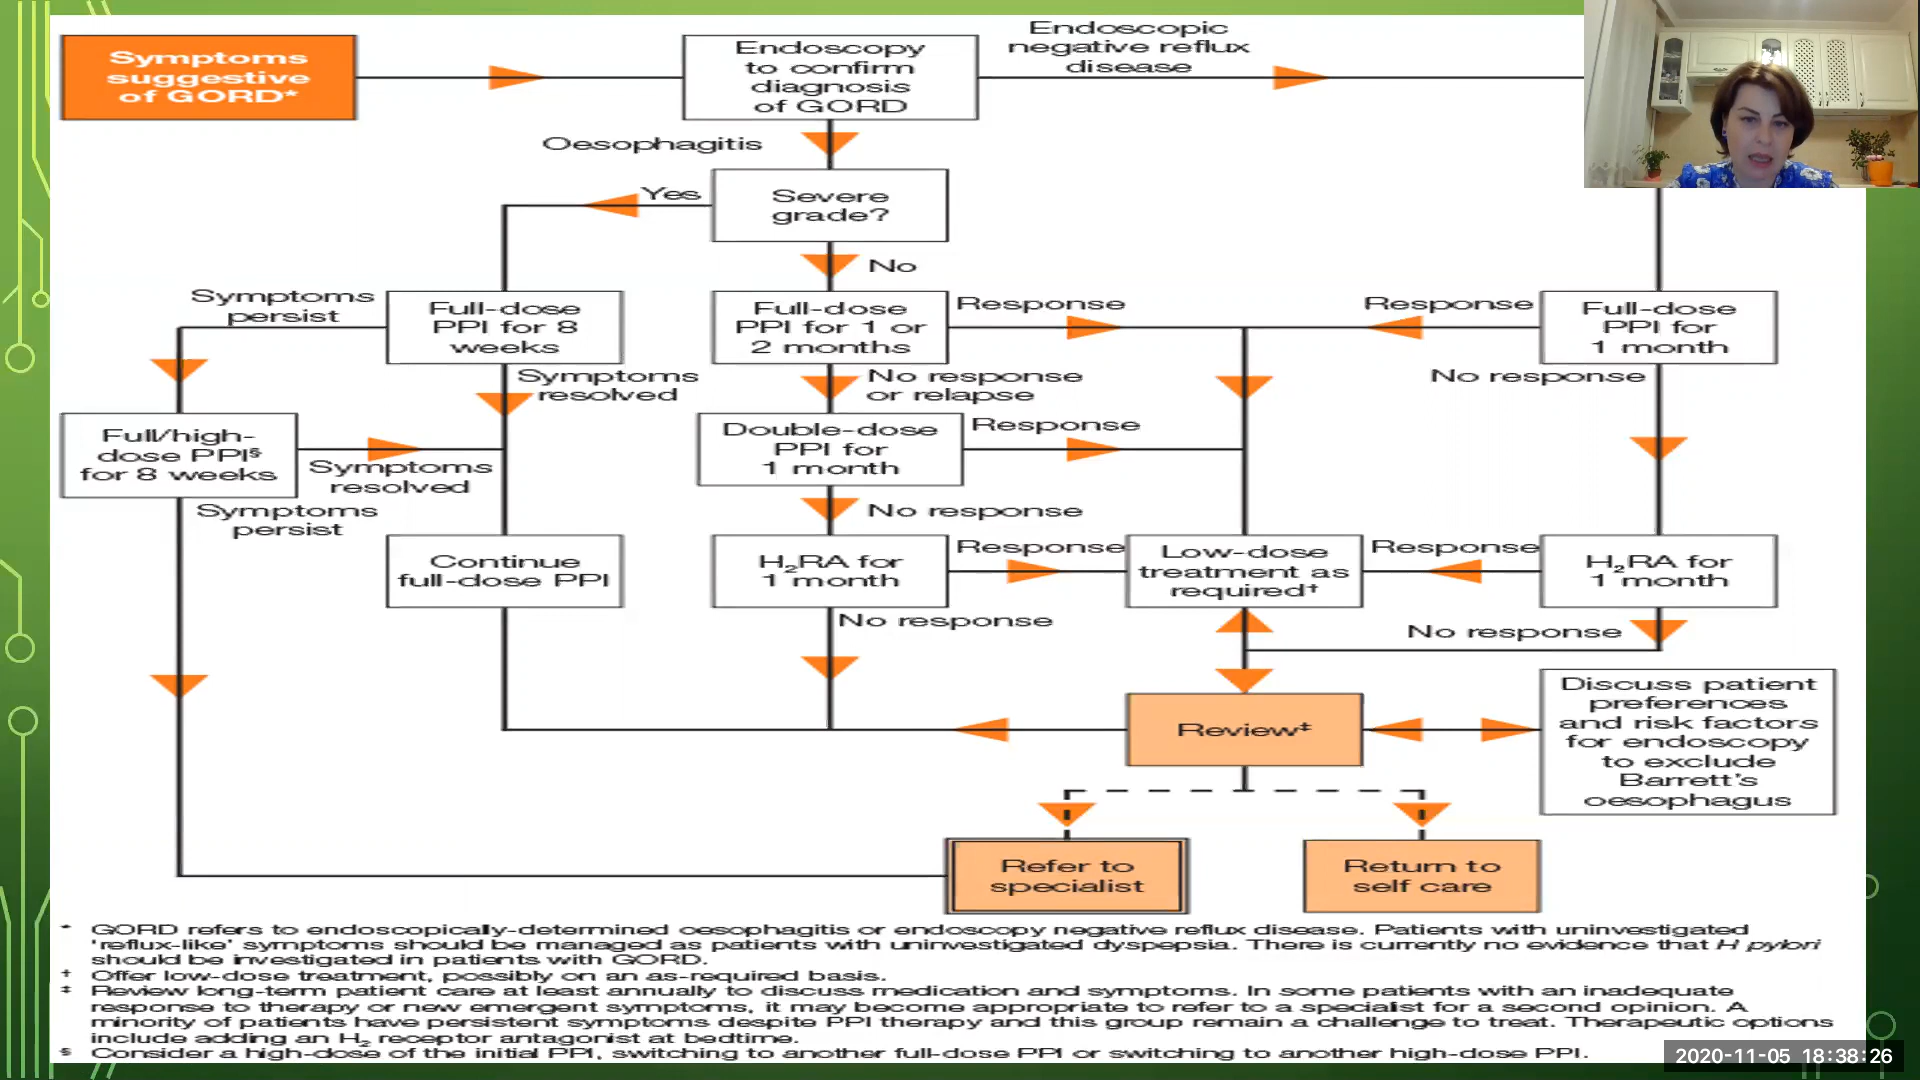 Symptoms
suggestive
of GORD*
Endoscopy
to confirm
diagnosis
of GORD
Endoscopic
negative reflux
disease
Oesophagitis
Severe
grade?
Yes
No
Symptoms
persist
Full-dose
PPI for 8
weeks
Full-dose
PPI for 1 or
2 months
Response
Response
Full-dose
PPI for
1 month
Symptoms
resolved
No response
or relapse
No response
Full/high-
dose PPI§
for 8 weeks
Symptoms
resolved
Double-dose
PPI for
1 month
Response
Symptoms
persist
No response
Continue
full-dose PPI
H₂RA for
1 month
Response
Low-dose
treatment as
required†
Response
H₂RA for
1 month
No response
No response
Review‡
Discuss patient
preferences
and risk factors
for endoscopy
to exclude
Barrett's
oesophagus
Refer to
specialist
Return to
self care
* GORD refers to endoscopically-determined oesophagitis or endoscopy negative reflux disease. Patients with uninvestigated
'reflux-like' symptoms should be managed as patients with uninvestigated dyspepsia. There is currently no evidence that H pylori
should be investigated in patients with GORD.
† Offer low-dose treatment, possibly on an as-required basis.
‡ Review long-term patient care at least annually to discuss medication and symptoms. In some patients with an inadequate
response to therapy or new emergent symptoms, it may become appropriate to refer to a specialist for a second opinion. A
minority of patients have persistent symptoms despite PPI therapy and this group remain a challenge to treat. Therapeutic options
include adding an H₂ receptor antagonist at bedtime.
§ Consider a high-dose of the initial PPI, switching to another full-dose PPI or switching to another high-dose PPI.
2020-11-05 18:38:26